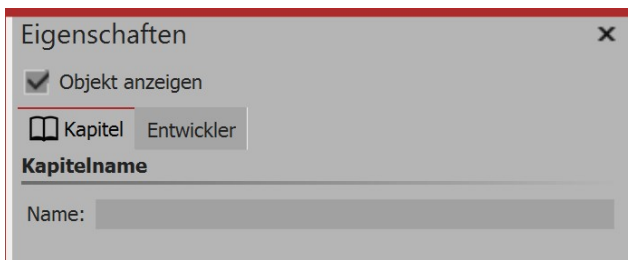 Eigenschaften
Objekt anzeigen
Kapitel Entwickler
Kapitelname
Name: